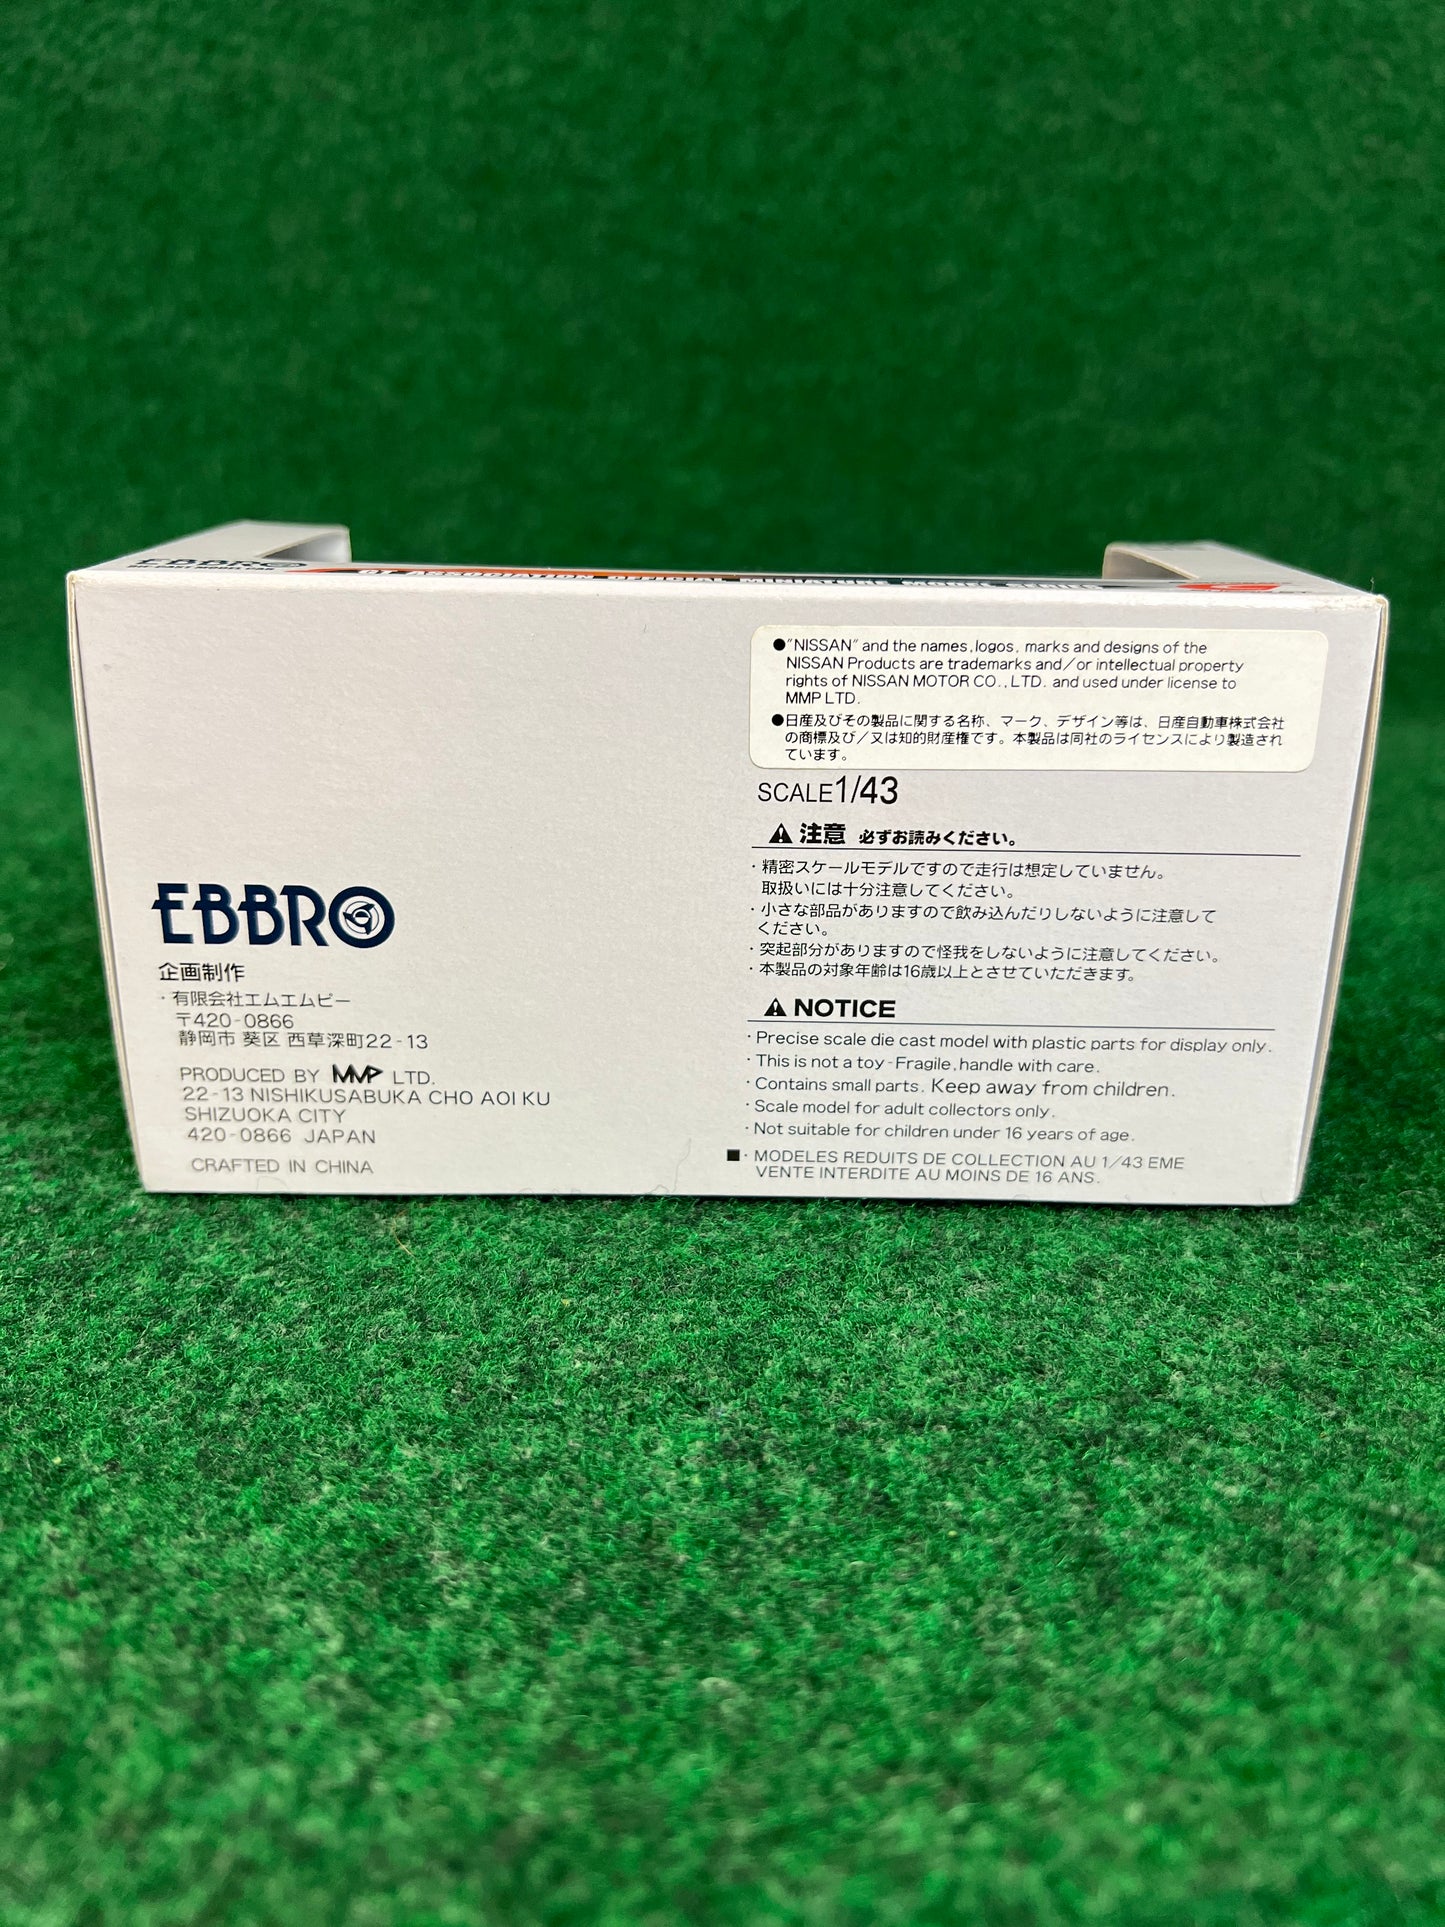 EBBRO
GT ASSOCIATION OFFICIAL MINIATURE MODEL SERIES
●"NISSAN" and the names, logos, marks and designs of the
NISSAN Products are trademarks and/or intellectual property
rights of NISSAN MOTOR CO., LTD. and used under license to
MMP LTD.
●日産及びその製品に関する名称、マーク、デザイン等は、日産自動車株式会社
の商標及び/又は知的財産権です。本製品は同社のライセンスにより製造され
ています。
SCALE1/43
⚠注意 必ずお読みください。
・精密スケールモデルですので走行は想定していません。
取扱いには十分注意してください。
・小さな部品がありますので飲み込んだりしないように注意して
ください。
・突起部分がありますので怪我をしないように注意してください。
・本製品の対象年齢は16歳以上とさせていただきます。
⚠NOTICE
・Precise scale die cast model with plastic parts for display only.
・This is not a toy-Fragile, handle with care.
・Contains small parts. Keep away from children.
・Scale model for adult collectors only.
・Not suitable for children under 16 years of age.
■・MODELES REDUITS DE COLLECTION AU 1/43 EME
VENTE INTERDITE AU MOINS DE 16 ANS.
EBBRO
企画制作
・有限会社エムエムピー
〒420-0866
静岡市 葵区 西草深町22-13
PRODUCED BY MMP LTD.
22-13 NISHIKUSABUKA CHO AOI KU
SHIZUOKA CITY
420-0866 JAPAN
CRAFTED IN CHINA